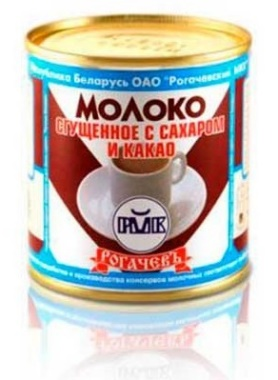 Республика Беларусь ОАО "Рогачевский МКК"
МОЛОКО
СГУЩЕННОЕ С САХАРОМ
И КАКАО
РМК
РОГАЧЕВЪ